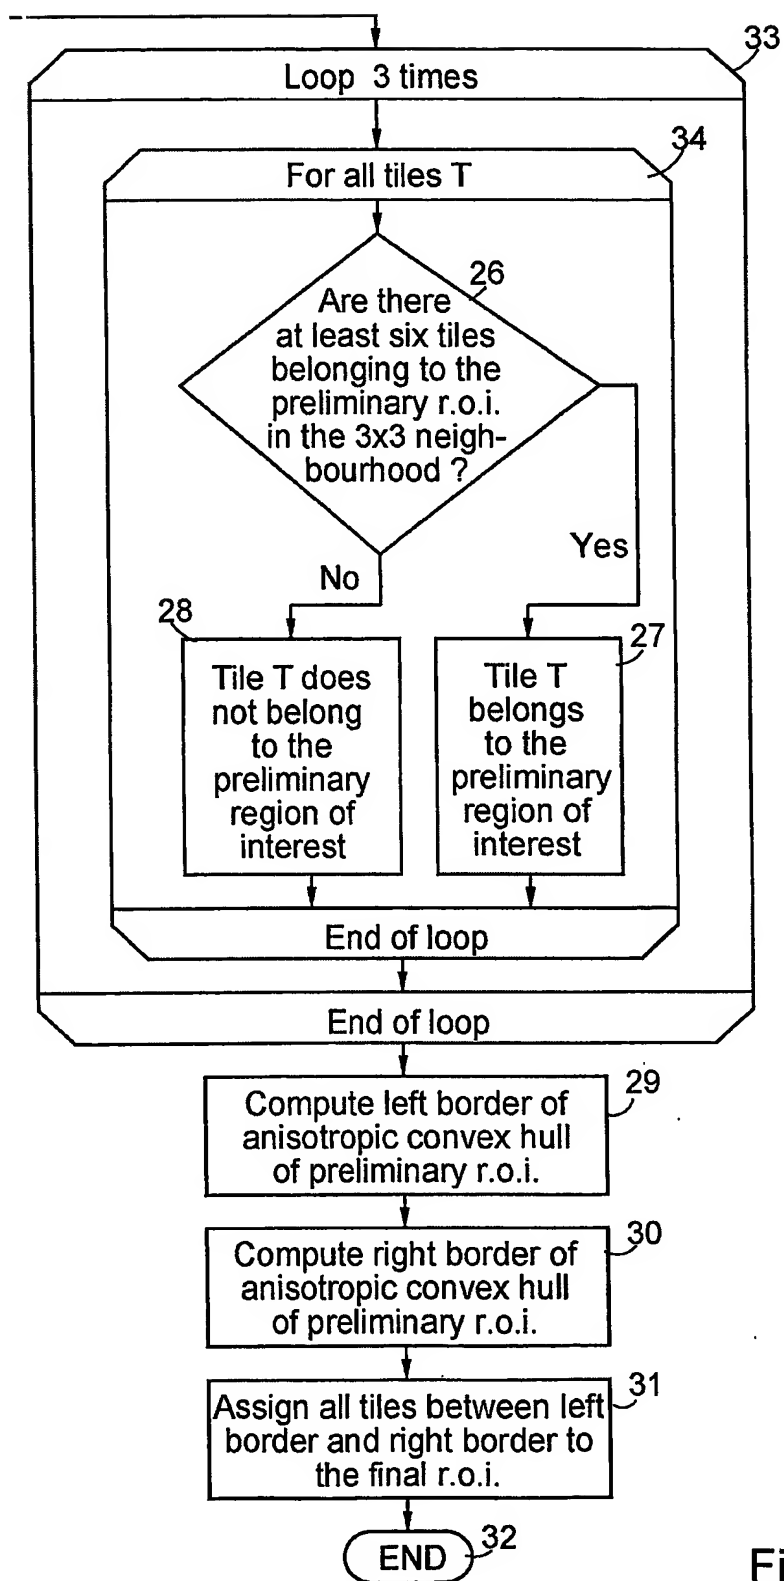 33
Loop 3 times
34
For all tiles T
26
Are there
at least six tiles
belonging to the
preliminary r.o.i.
in the 3x3 neigh-
bourhood ?
No
Yes
28
Tile T does
not belong
to the
preliminary
region of
interest
27
Tile T
belongs
to the
preliminary
region of
interest
End of loop
End of loop
29
Compute left border of
anisotropic convex hull
of preliminary r.o.i.
30
Compute right border of
anisotropic convex hull
of preliminary r.o.i.
31
Assign all tiles between left
border and right border to
the final r.o.i.
END
32